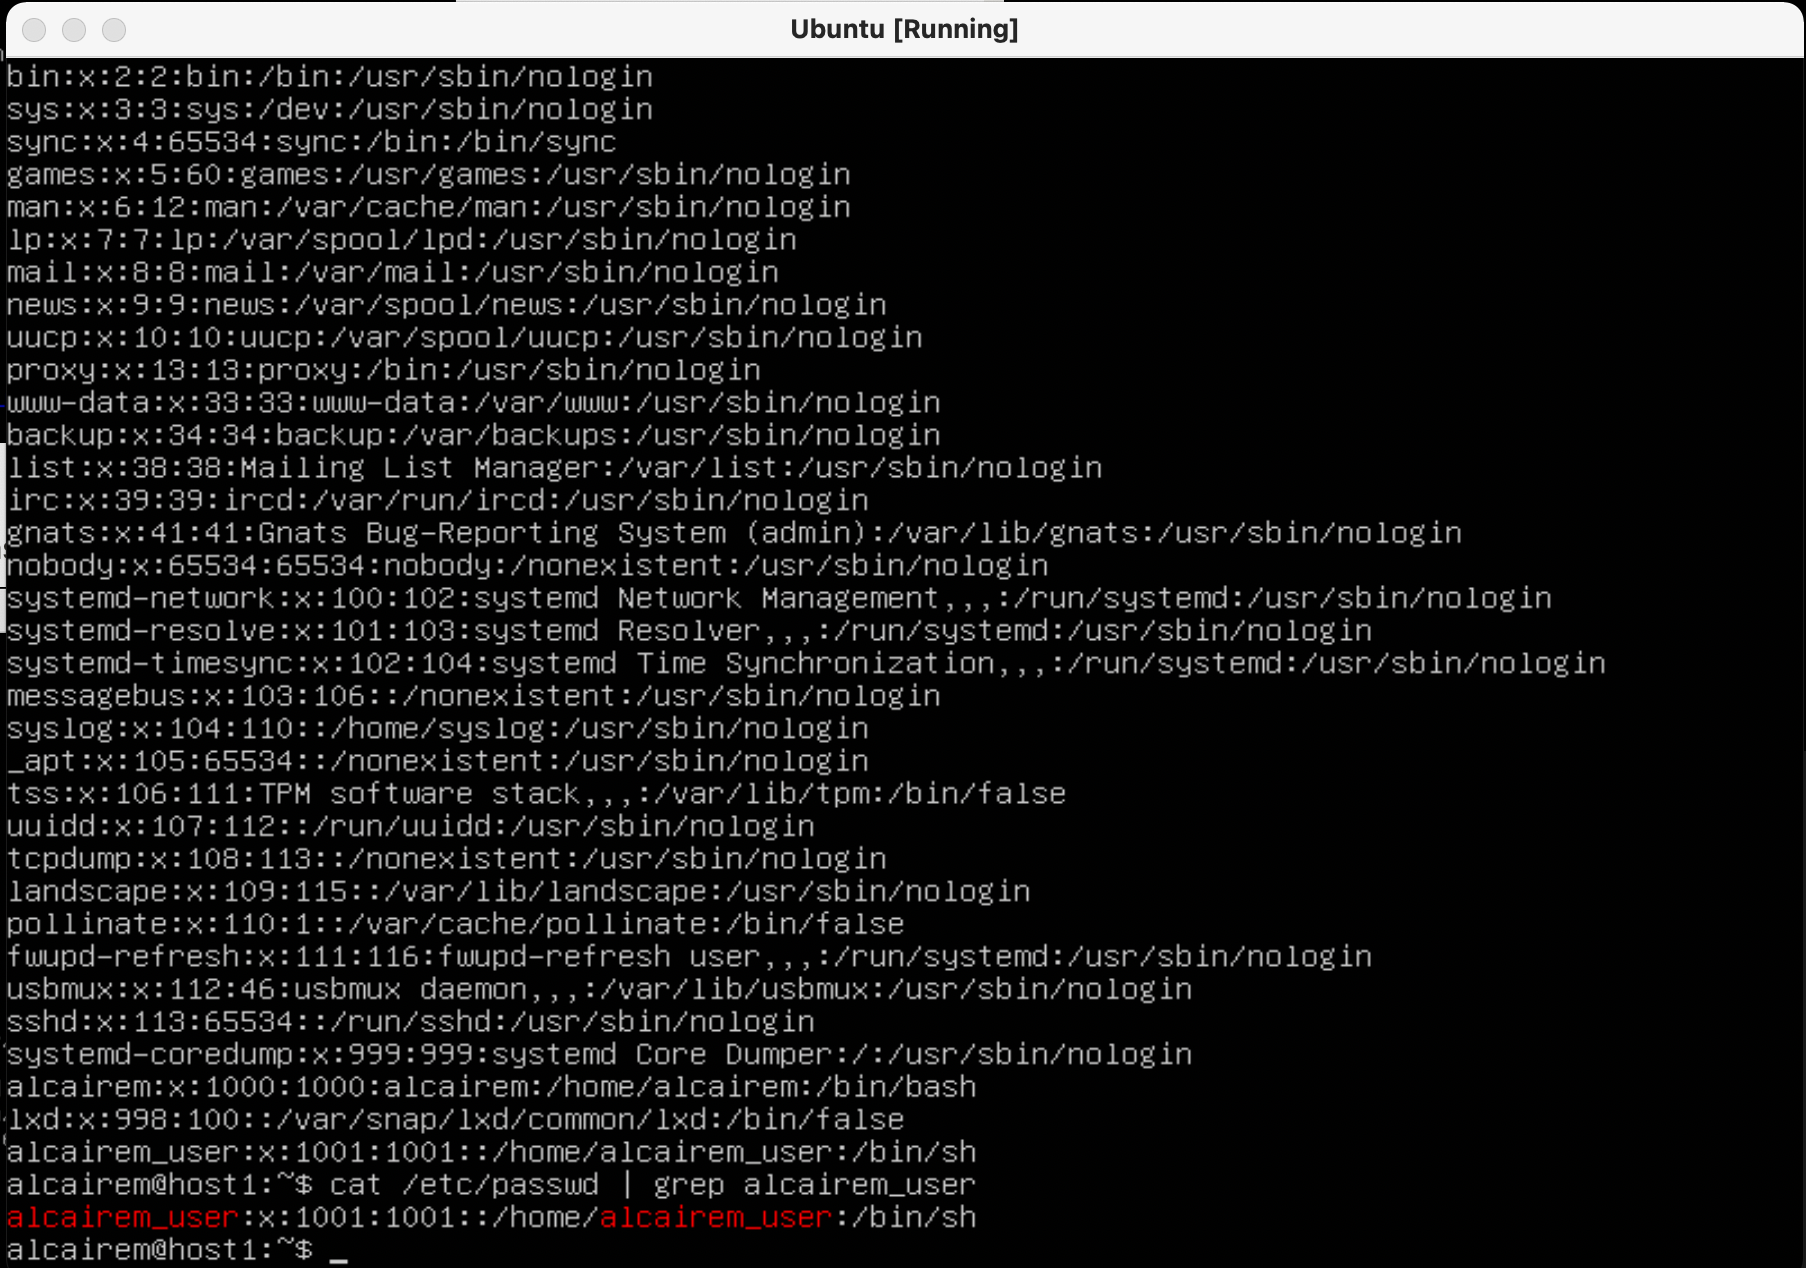 Ubuntu [Running]
bin:x:2:2:bin:/bin:/usr/sbin/nologin
sys:x:3:3:sys:/dev:/usr/sbin/nologin
sync:x:4:65534:sync:/bin:/bin/sync
games:x:5:60:games:/usr/games:/usr/sbin/nologin
man:x:6:12:man:/var/cache/man:/usr/sbin/nologin
lp:x:7:7:lp:/var/spool/lpd:/usr/sbin/nologin
mail:x:8:8:mail:/var/mail:/usr/sbin/nologin
news:x:9:9:news:/var/spool/news:/usr/sbin/nologin
uucp:x:10:10:uucp:/var/spool/uucp:/usr/sbin/nologin
proxy:x:13:13:proxy:/bin:/usr/sbin/nologin
www-data:x:33:33:www-data:/var/www:/usr/sbin/nologin
backup:x:34:34:backup:/var/backups:/usr/sbin/nologin
list:x:38:38:Mailing List Manager:/var/list:/usr/sbin/nologin
irc:x:39:39:ircd:/var/run/ircd:/usr/sbin/nologin
gnats:x:41:41:Gnats Bug-Reporting System (admin):/var/lib/gnats:/usr/sbin/nologin
nobody:x:65534:65534:nobody:/nonexistent:/usr/sbin/nologin
systemd-network:x:100:102:systemd Network Management,,,:/run/systemd:/usr/sbin/nologin
systemd-resolve:x:101:103:systemd Resolver,,,:/run/systemd:/usr/sbin/nologin
systemd-timesync:x:102:104:systemd Time Synchronization,,,:/run/systemd:/usr/sbin/nologin
messagebus:x:103:106::/nonexistent:/usr/sbin/nologin
syslog:x:104:110::/home/syslog:/usr/sbin/nologin
_apt:x:105:65534::/nonexistent:/usr/sbin/nologin
tss:x:106:111:TPM software stack,,,:/var/lib/tpm:/bin/false
uuidd:x:107:112::/run/uuidd:/usr/sbin/nologin
tcpdump:x:108:113::/nonexistent:/usr/sbin/nologin
landscape:x:109:115::/var/lib/landscape:/usr/sbin/nologin
pollinate:x:110:1::/var/cache/pollinate:/bin/false
fwupd-refresh:x:111:116:fwupd-refresh user,,,:/run/systemd:/usr/sbin/nologin
usbmux:x:112:46:usbmux daemon,,,:/var/lib/usbmux:/usr/sbin/nologin
sshd:x:113:65534::/run/sshd:/usr/sbin/nologin
systemd-coredump:x:999:999:systemd Core Dumper:/:/usr/sbin/nologin
alcairem:x:1000:1000:alcairem:/home/alcairem:/bin/bash
lxd:x:998:100::/var/snap/lxd/common/lxd:/bin/false
alcairem_user:x:1001:1001::/home/alcairem_user:/bin/sh
alcairem@host1:~$ cat /etc/passwd | grep alcairem_user
alcairem_user:x:1001:1001::/home/alcairem_user:/bin/sh
alcairem@host1:~$ _